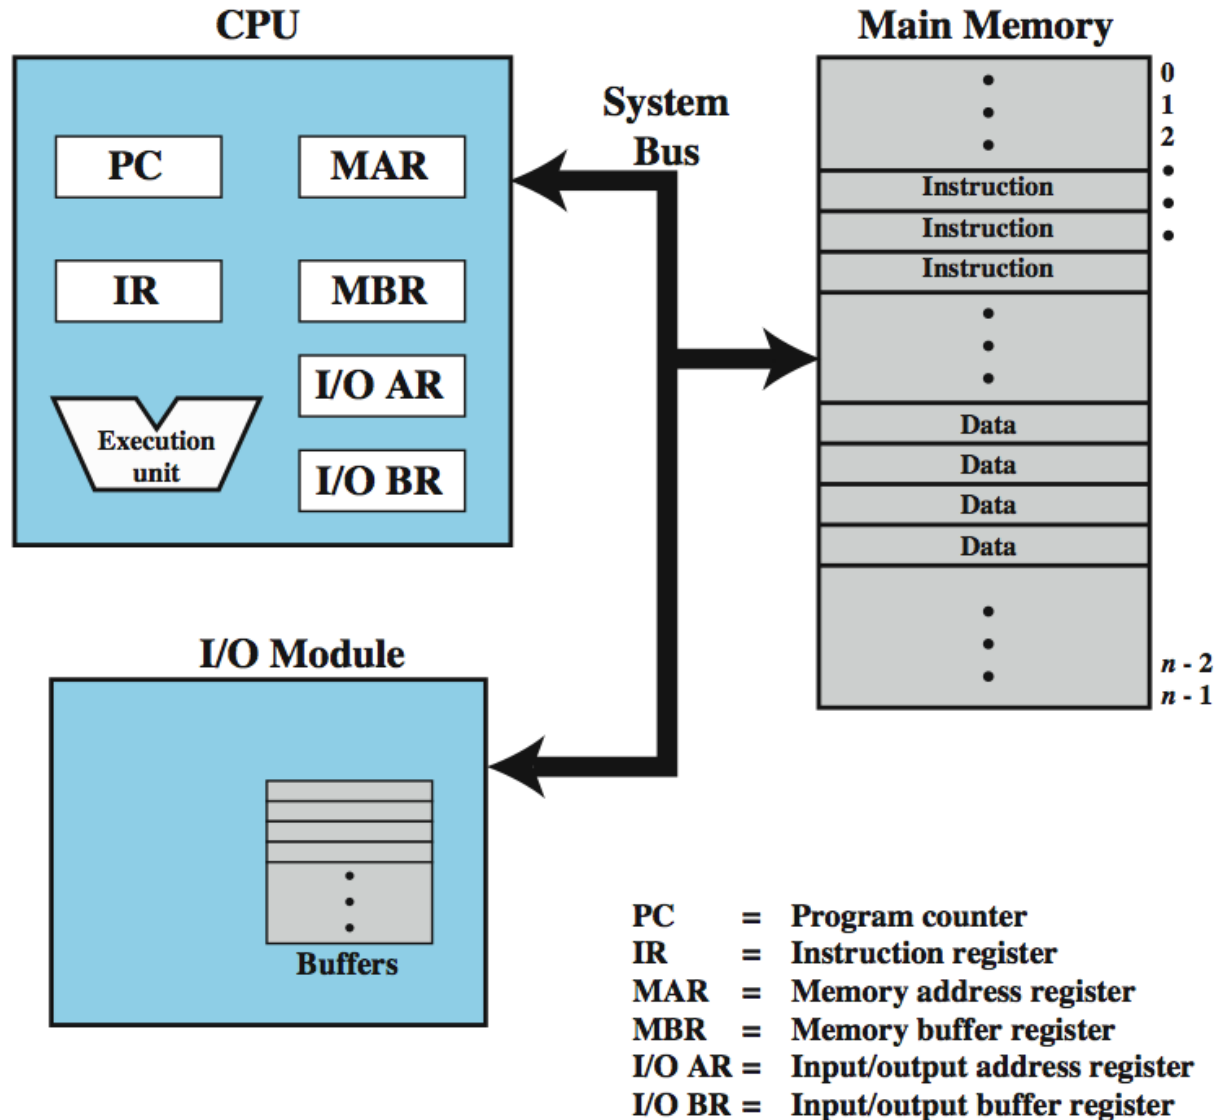 CPU
PC
MAR
IR
MBR
I/O AR
I/O BR
Execution
unit
System
Bus
Main Memory
0
1
2
Instruction
Instruction
Instruction
Data
Data
Data
Data
n - 2
n - 1
I/O Module
Buffers
PC = Program counter
IR = Instruction register
MAR = Memory address register
MBR = Memory buffer register
I/O AR = Input/output address register
I/O BR = Input/output buffer register